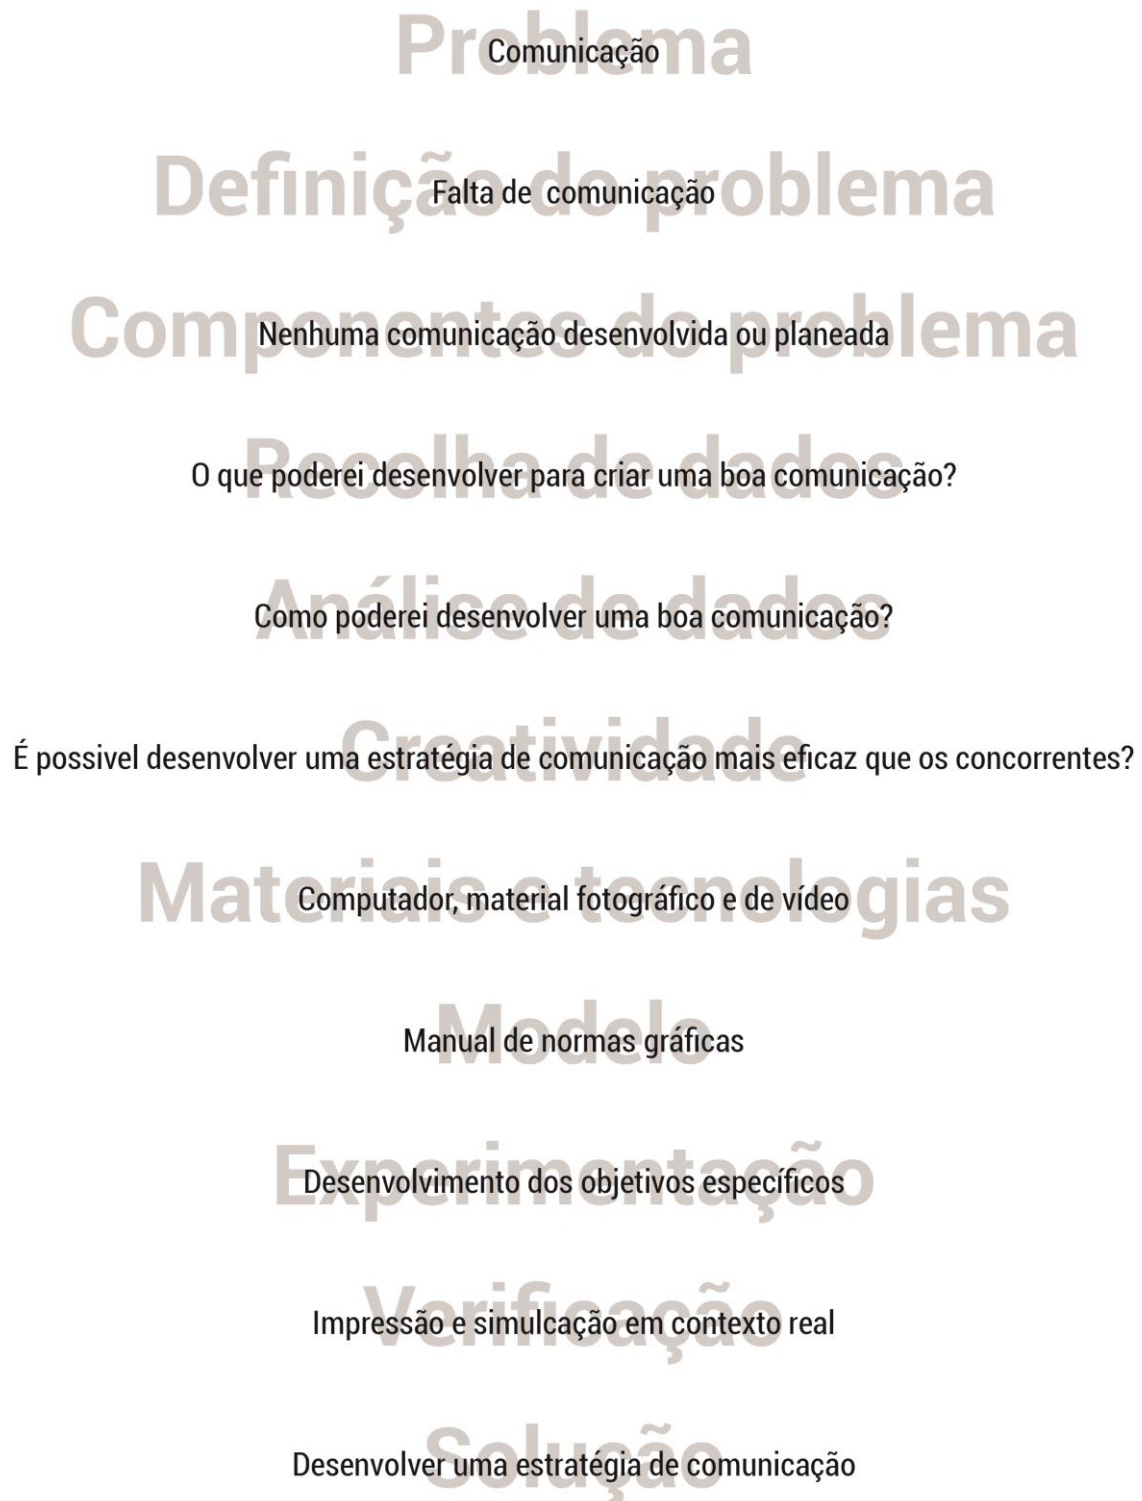 Problema
Comunicação
Definição do problema
Falta de comunicação
Componentes do problema
Nenhuma comunicação desenvolvida ou planeada
Recolha de dados
O que poderei desenvolver para criar uma boa comunicação?
Análise de dados
Como poderei desenvolver uma boa comunicação?
Creatividade
É possivel desenvolver uma estratégia de comunicação mais eficaz que os concorrentes?
Materiais e tecnologias
Computador, material fotográfico e de vídeo
Modelo
Manual de normas gráficas
Experimentação
Desenvolvimento dos objetivos específicos
Verificação
Impressão e simulcação em contexto real
Solução
Desenvolver uma estratégia de comunicação